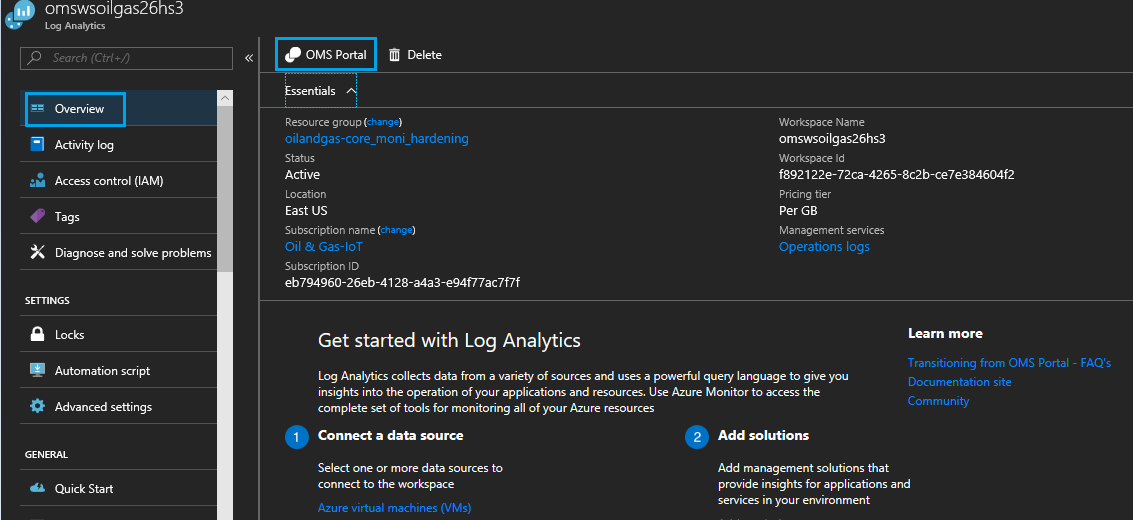 omswsoilgas26hs3
Log Analytics
Search (Ctrl+/)
«
Overview
Activity log
Access control (IAM)
Tags
Diagnose and solve problems
SETTINGS
Locks
Automation script
Advanced settings
GENERAL
Quick Start
OMS Portal
Delete
Essentials
Resource group (change)
oilandgas-core_moni_hardening
Status
Active
Location
East US
Subscription name (change)
Oil & Gas-IoT
Subscription ID
eb794960-26eb-4128-a4a3-e94f77ac7f7f
Workspace Name
omswsoilgas26hs3
Workspace Id
f892122e-72ca-4265-8c2b-ce7e384604f2
Pricing tier
Per GB
Management services
Operations logs
Get started with Log Analytics
Log Analytics collects data from a variety of sources and uses a powerful query language to give you
insights into the operation of your applications and resources. Use Azure Monitor to access the
complete set of tools for monitoring all of your Azure resources
1 Connect a data source
Select one or more data sources to
connect to the workspace
Azure virtual machines (VMs)
2 Add solutions
Add management solutions that
provide insights for applications and
services in your environment
Learn more
Transitioning from OMS Portal - FAQ's
Documentation site
Community